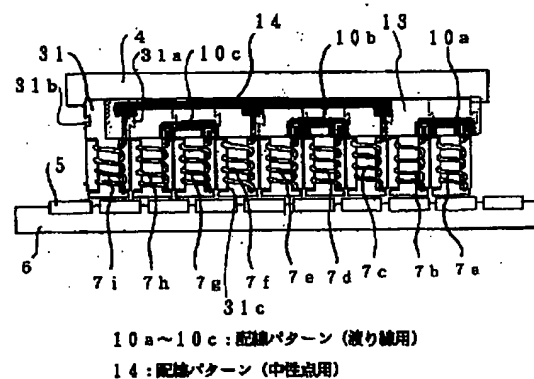 14
4
31
31a
10c
10b
13
10a
31b
5
6
7i
7h
7g
7f
7e
7d
7c
7b
7a
31c
10a~10c:配線パターン(渡り線用)
14:配線パターン(中性点用)